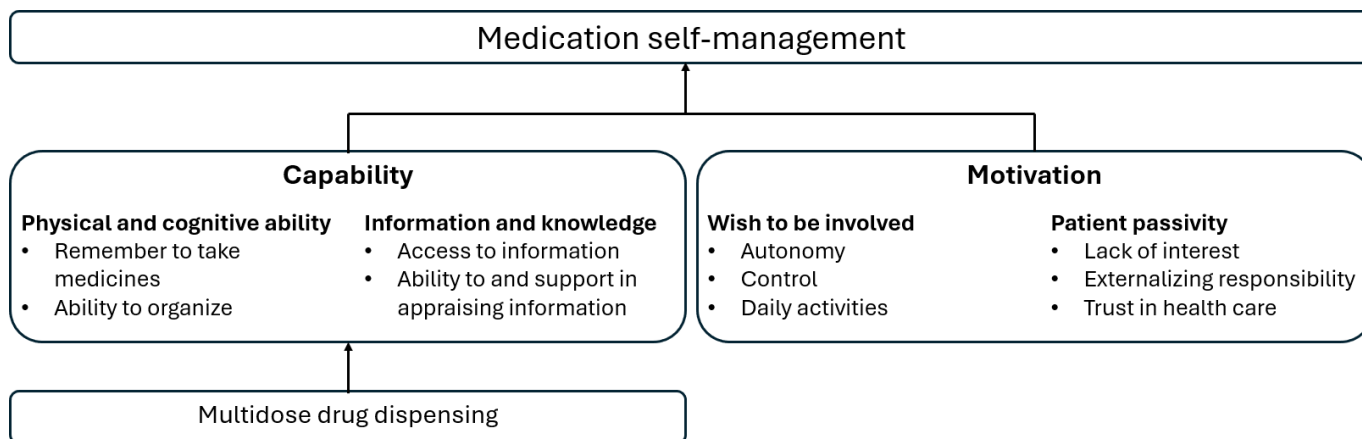 Medication self-management
Capability
Physical and cognitive ability
• Remember to take
medicines
• Ability to organize
Information and knowledge
• Access to information
• Ability to and support in
appraising information
Motivation
Wish to be involved
• Autonomy
• Control
• Daily activities
Patient passivity
• Lack of interest
• Externalizing responsibility
• Trust in health care
Multidose drug dispensing